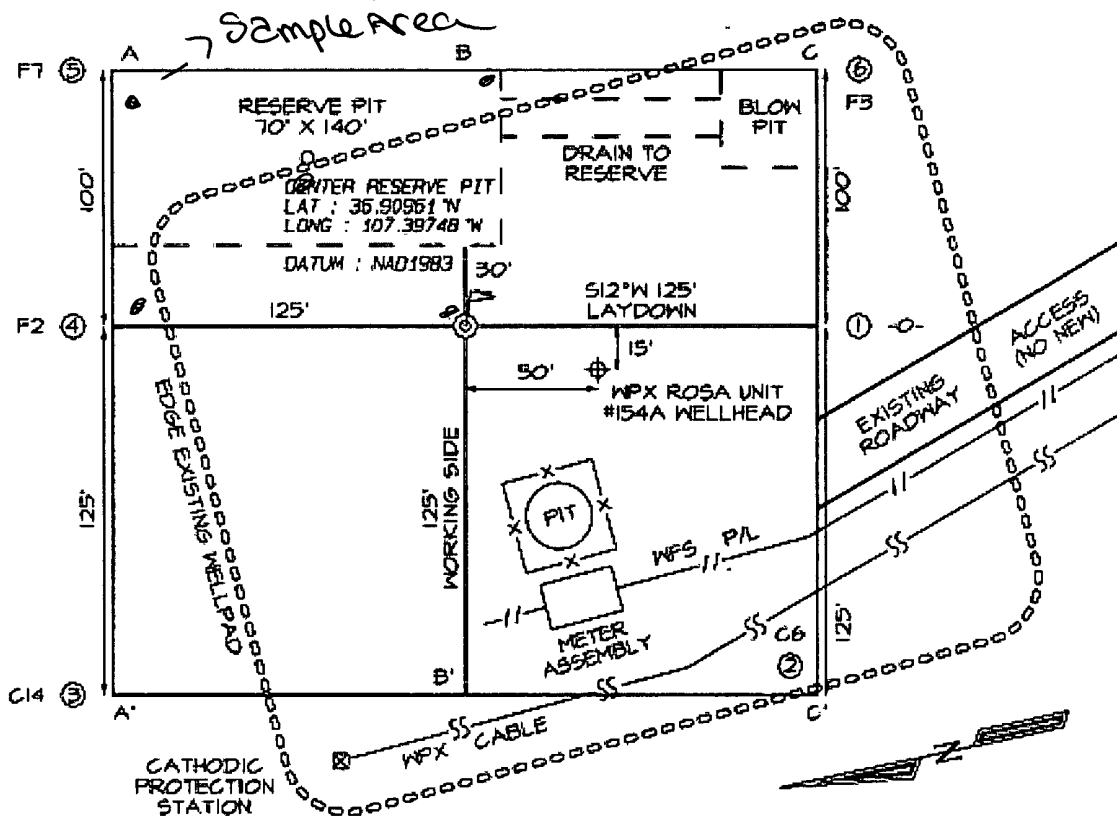 Sample Area
A B C
F7 5
6
F3
RESERVE PIT
70' X 140'
BLOW
PIT
DRAIN TO
RESERVE
100'
100'
CENTER RESERVE PIT
LAT : 36.90961 °N
LONG : 107.39748 °W
DATUM : NAD1983
30'
F2 4
125'
S12°W 125'
LAYDOWN
1
ACCESS
(NO NEW)
15'
50'
WPX ROSA UNIT
#154A WELLHEAD
EXISTING
ROADWAY
EDGE EXISTING WELLPAD
125'
WORKING SIDE
125'
PIT
WFS P/L
METER
ASSEMBLY
C6
2
125'
C14 3
A'
B'
C'
WPX CABLE
CATHODIC
PROTECTION
STATION
N